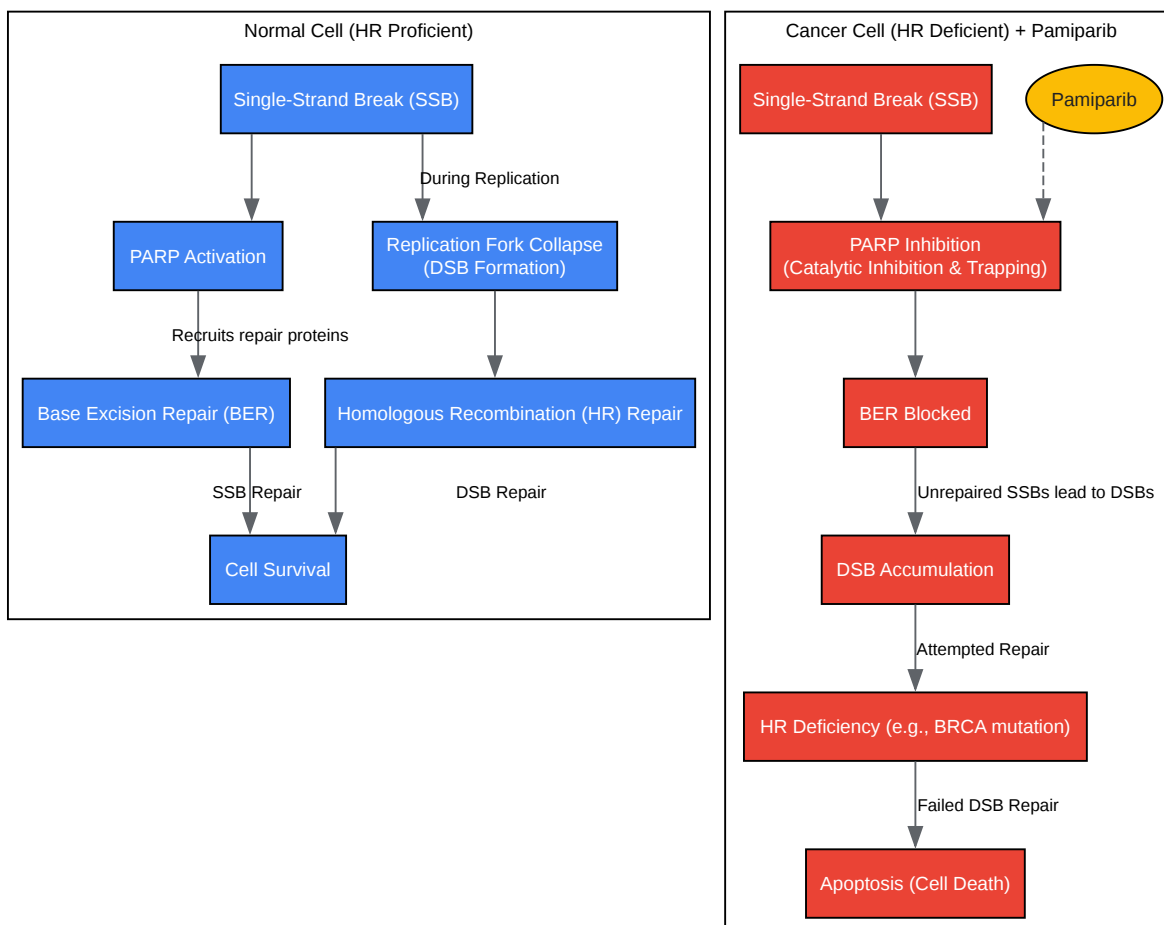 Normal Cell (HR Proficient)
Single-Strand Break (SSB)
During Replication
PARP Activation
Replication Fork Collapse
(DSB Formation)
Recruits repair proteins
Base Excision Repair (BER)
Homologous Recombination (HR) Repair
SSB Repair
DSB Repair
Cell Survival
Cancer Cell (HR Deficient) + Pamiparib
Single-Strand Break (SSB)
Pamiparib
PARP Inhibition
(Catalytic Inhibition & Trapping)
BER Blocked
Unrepaired SSBs lead to DSBs
DSB Accumulation
Attempted Repair
HR Deficiency (e.g., BRCA mutation)
Failed DSB Repair
Apoptosis (Cell Death)